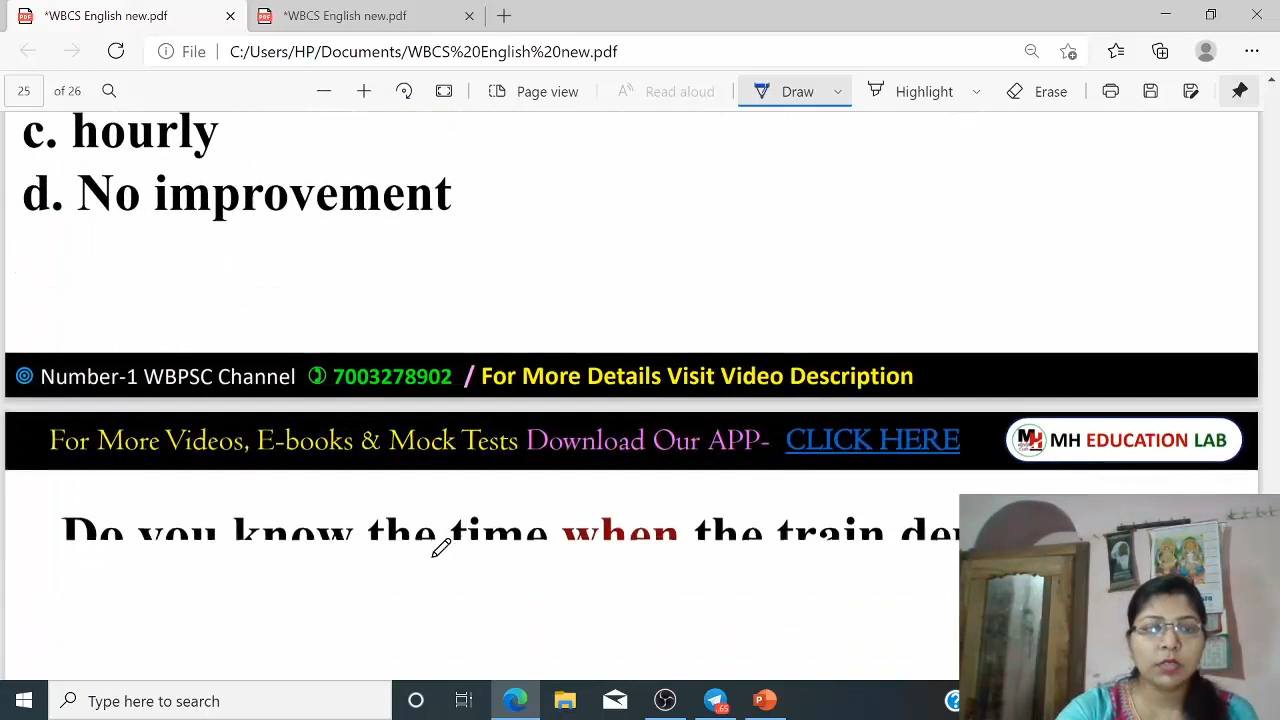 *WBCS English new.pdf
*WBCS English new.pdf
File C:/Users/HP/Documents/WBCS%20English%20new.pdf
25 of 26 Page view Read aloud Draw Highlight Erase
c. hourly
d. No improvement
Number-1 WBPSC Channel 7003278902 / For More Details Visit Video Description
For More Videos, E-books & Mock Tests Download Our APP- CLICK HERE MH EDUCATION LAB
Do you know the time when the train
Type here to search